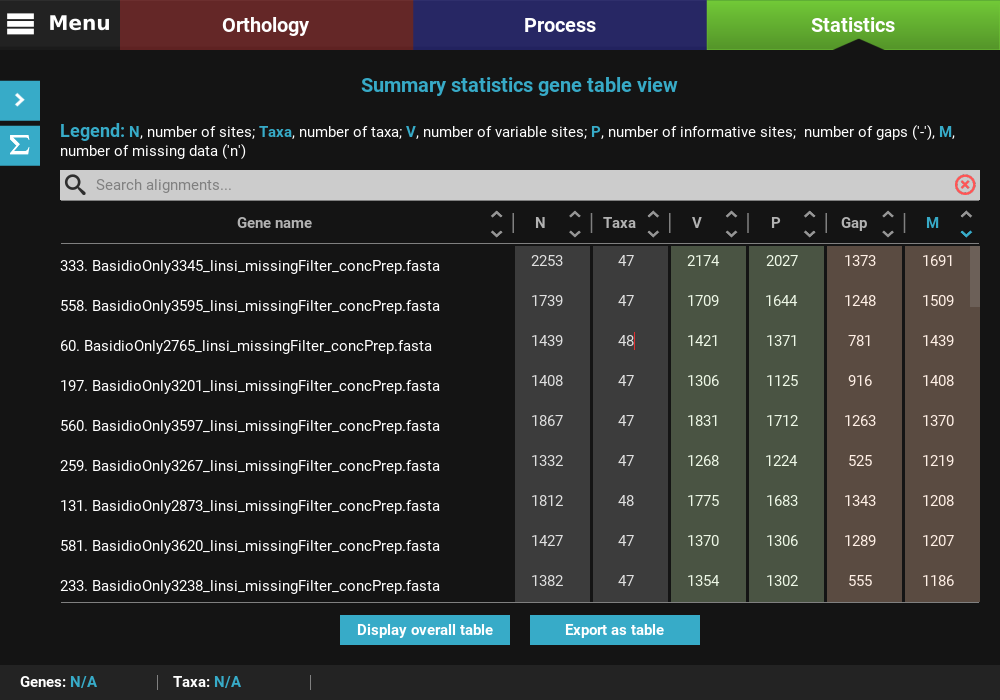 Menu Orthology Process Statistics
Summary statistics gene table view
Legend: N, number of sites; Taxa, number of taxa; V, number of variable sites; P, number of informative sites;  number of gaps ('-'), M,
number of missing data ('n')
Search alignments...
Gene name N Taxa V P Gap M
333. BasidioOnly3345_linsi_missingFilter_concPrep.fasta 2253 47 2174 2027 1373 1691
558. BasidioOnly3595_linsi_missingFilter_concPrep.fasta 1739 47 1709 1644 1248 1509
60. BasidioOnly2765_linsi_missingFilter_concPrep.fasta 1439 48 1421 1371 781 1439
197. BasidioOnly3201_linsi_missingFilter_concPrep.fasta 1408 47 1306 1125 916 1408
560. BasidioOnly3597_linsi_missingFilter_concPrep.fasta 1867 47 1831 1712 1263 1370
259. BasidioOnly3267_linsi_missingFilter_concPrep.fasta 1332 47 1268 1224 525 1219
131. BasidioOnly2873_linsi_missingFilter_concPrep.fasta 1812 48 1775 1683 1343 1208
581. BasidioOnly3620_linsi_missingFilter_concPrep.fasta 1427 47 1370 1306 1289 1207
233. BasidioOnly3238_linsi_missingFilter_concPrep.fasta 1382 47 1354 1302 555 1186
Display overall table Export as table
Genes: N/A Taxa: N/A